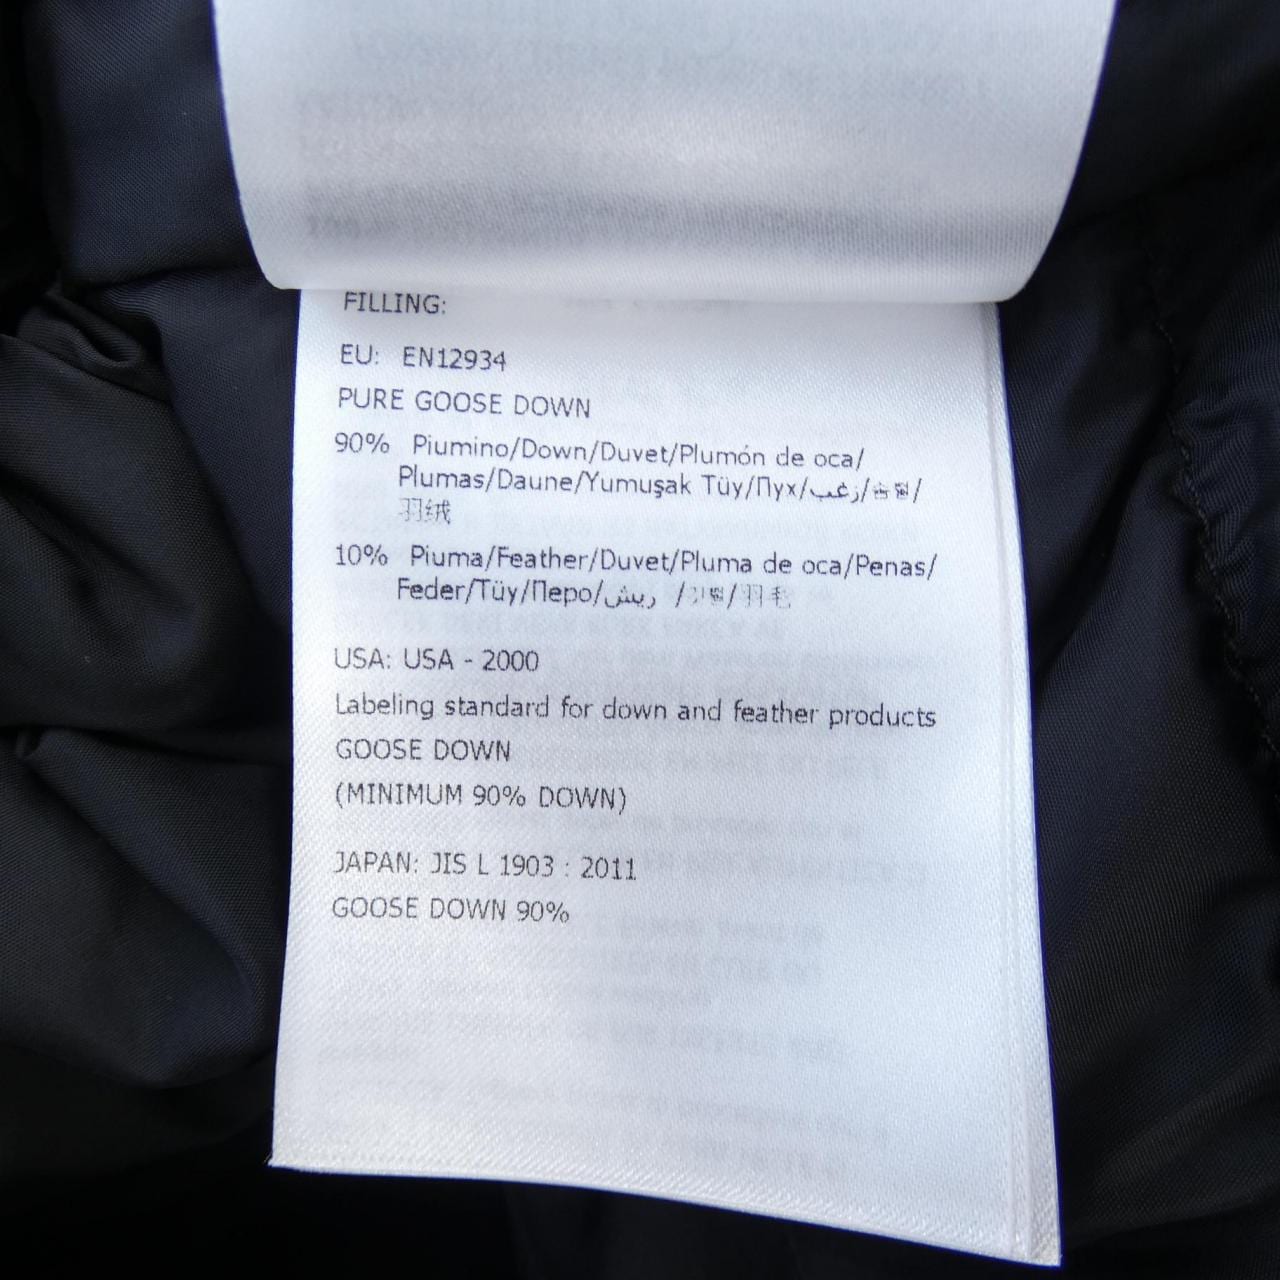 FILLING:
EU: EN12934
PURE GOOSE DOWN
90% Piumino/Down/Duvet/Plumón de oca/
Plumas/Daune/Yumuşak Tüy/Пух/زغب/솜털/
羽绒
10% Piuma/Feather/Duvet/Pluma de oca/Penas/
Feder/Tüy/Перо/ريش /깃털/羽毛
USA: USA - 2000
Labeling standard for down and feather products
GOOSE DOWN
(MINIMUM 90% DOWN)
JAPAN: JIS L 1903 : 2011
GOOSE DOWN 90%